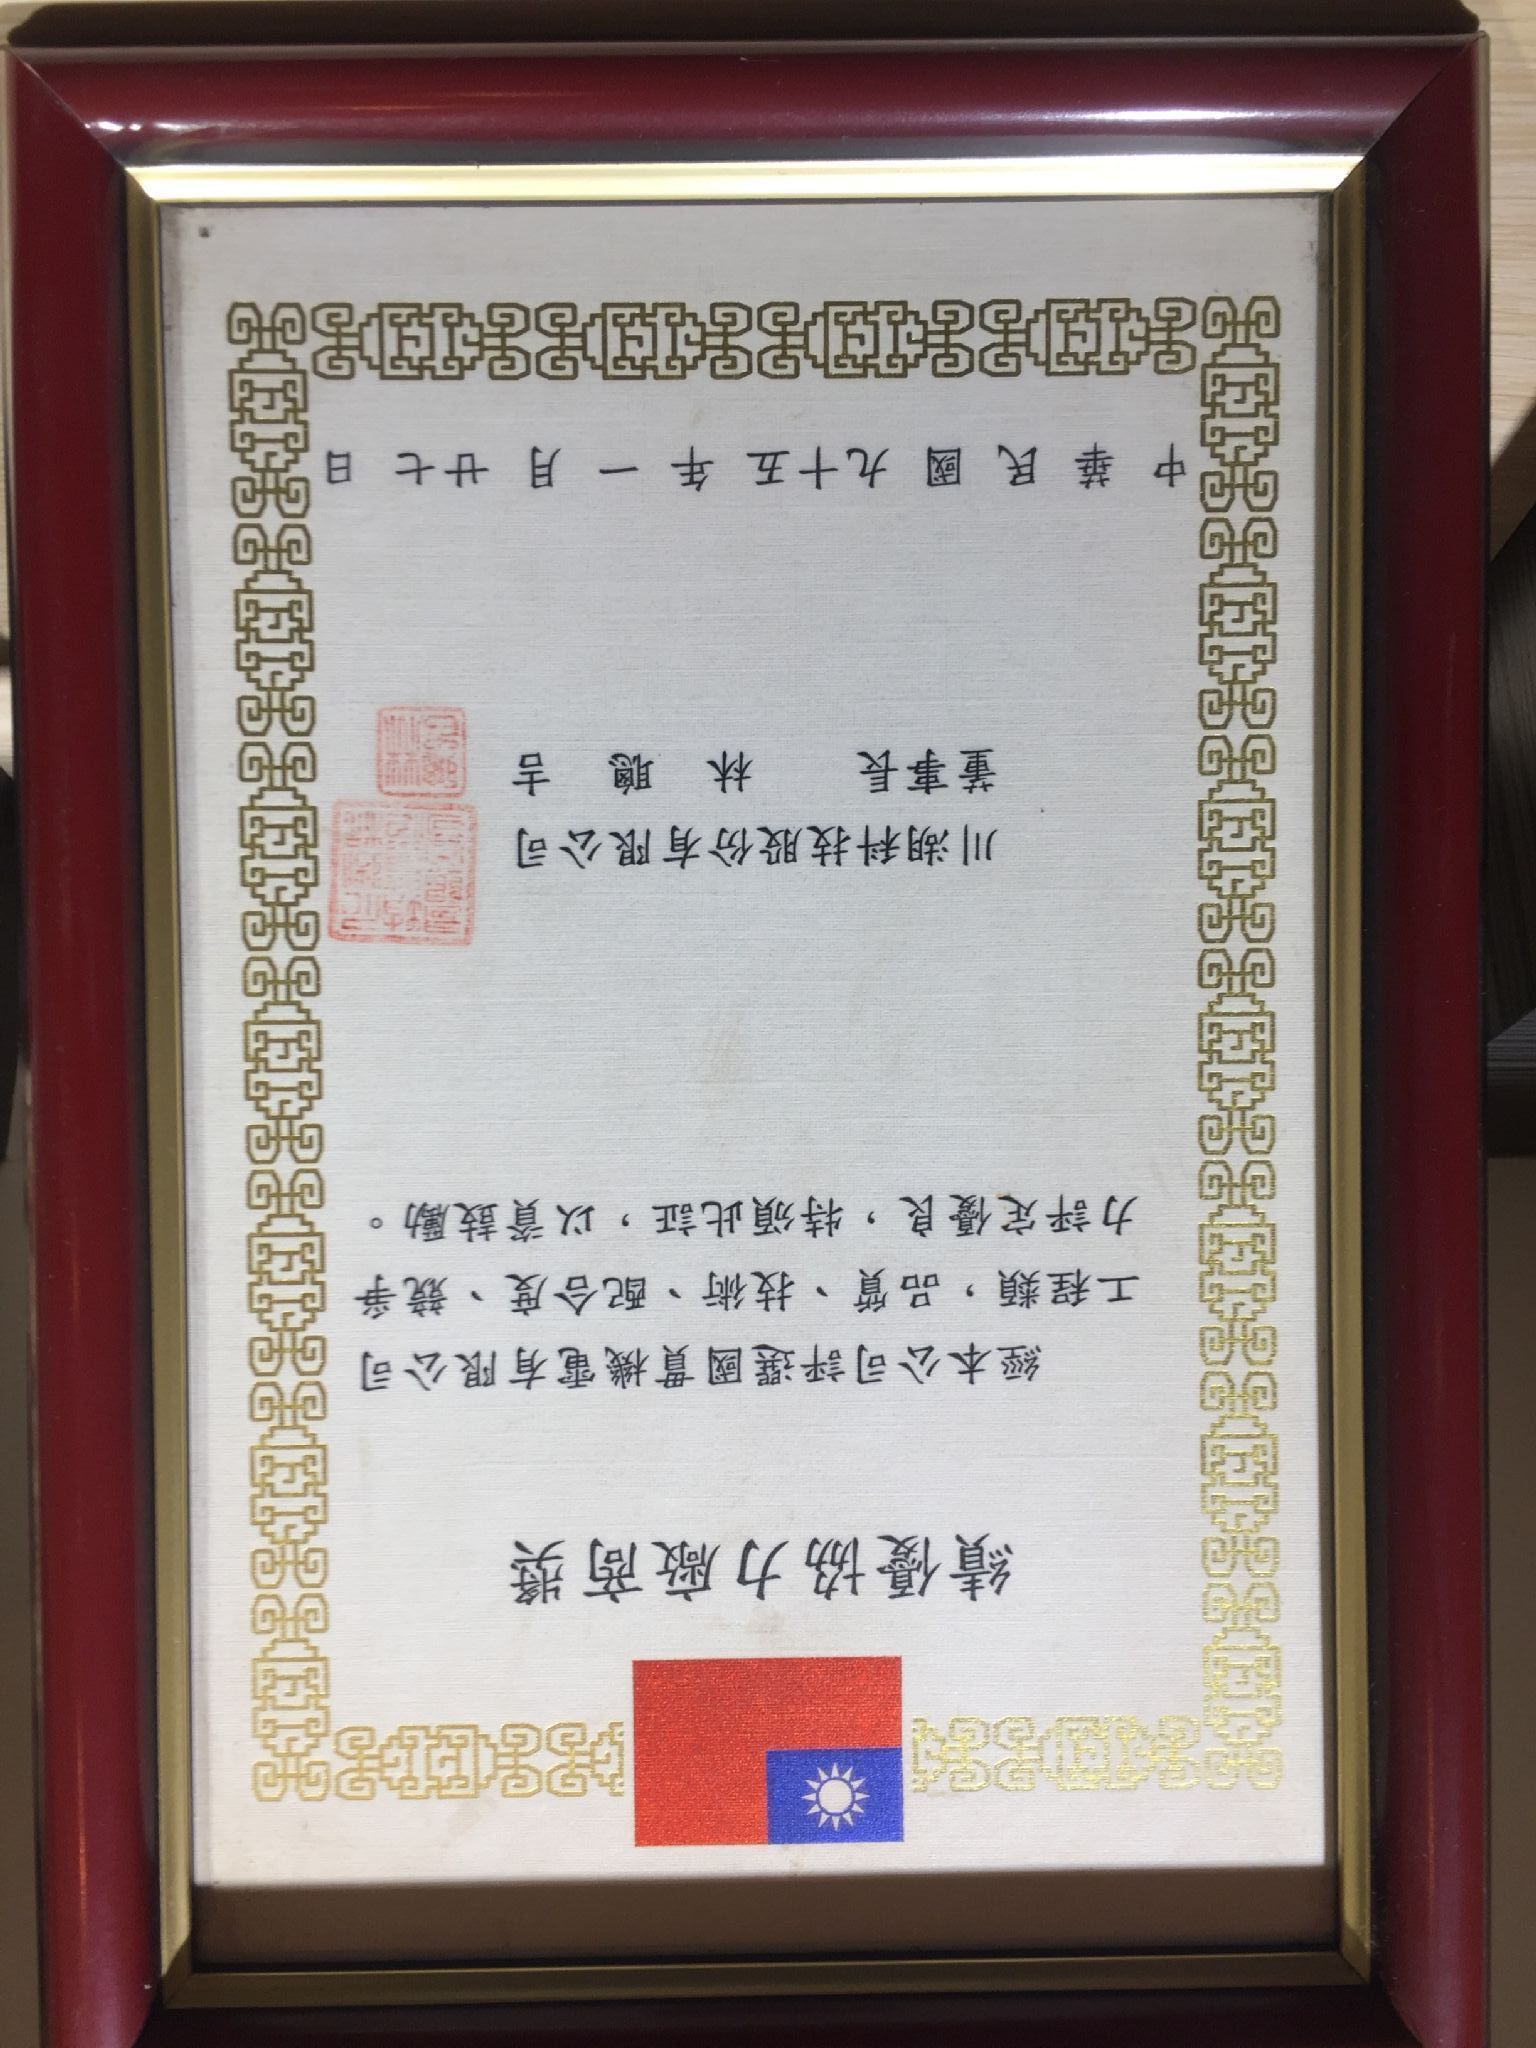 績優協力廠商獎
經本公司評選國貫機電有限公司
工程類，品質、技術、配合度、競爭
力評定優良，特頒此証，以資鼓勵。
川湖科技股份有限公司
董事長 林聰吉
中華民國九十五年一月廿七日